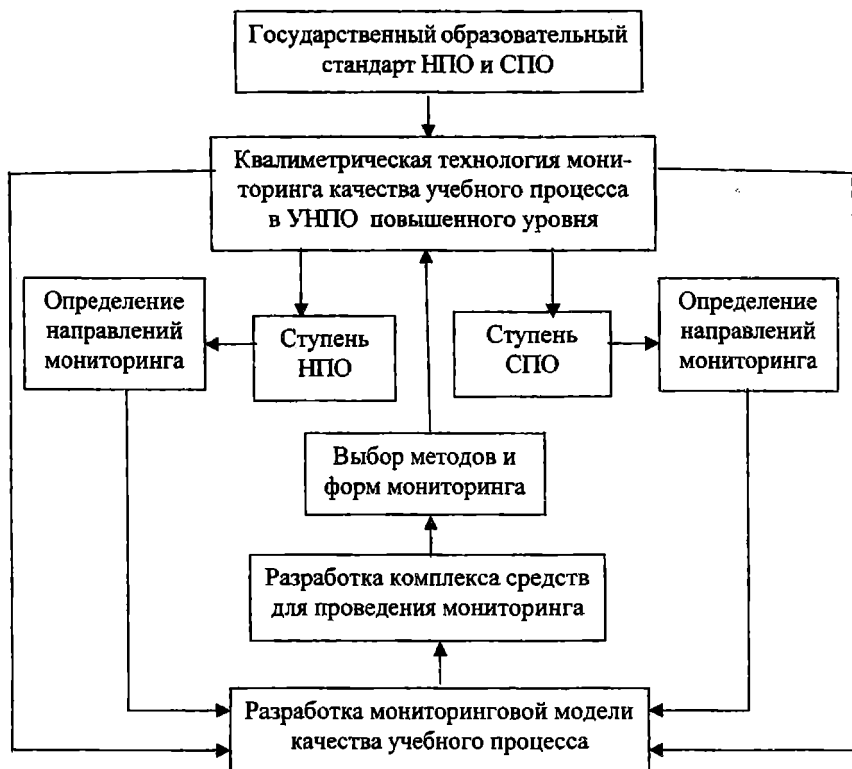 Государственный образовательный
стандарт НПО и СПО
Квалиметрическая технология мони-
торинга качества учебного процесса
в УНПО повышенного уровня
Определение
направлений
мониторинга
Ступень
НПО
Ступень
СПО
Определение
направлений
мониторинга
Выбор методов и
форм мониторинга
Разработка комплекса средств
для проведения мониторинга
Разработка мониторинговой модели
качества учебного процесса